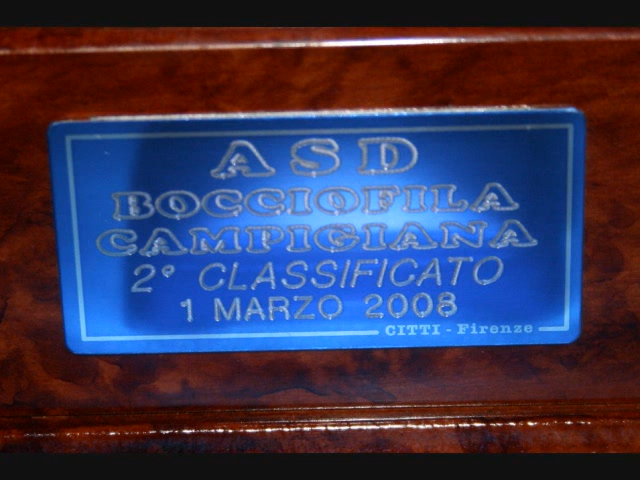 ASD
BOCCIOFILA
CAMPIGIANA
2° CLASSIFICATO
1 MARZO 2008
CITTI - Firenze